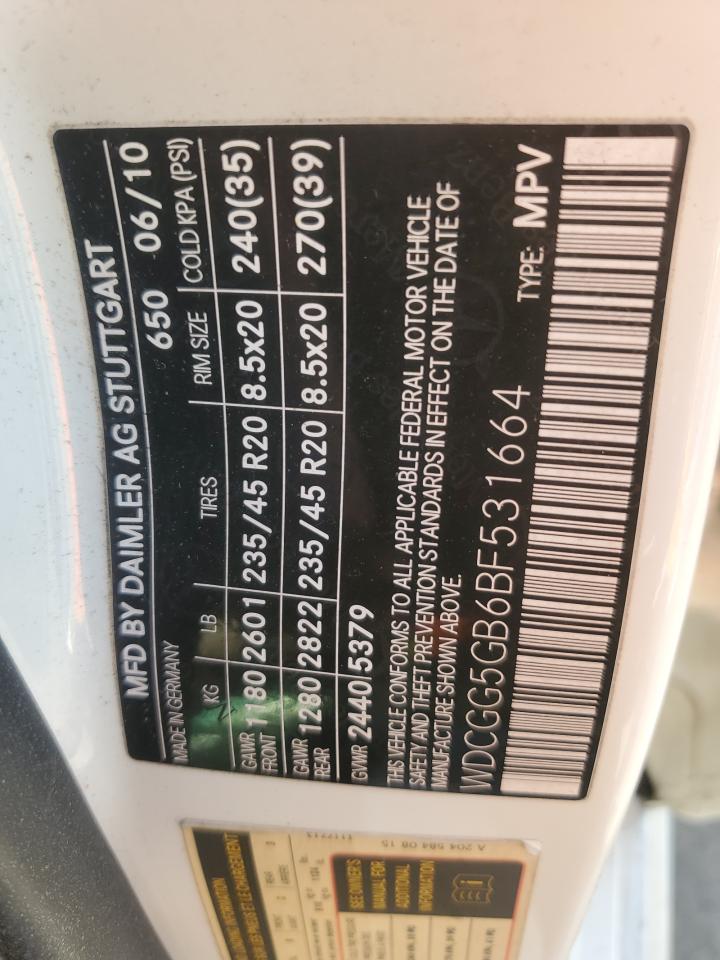 MFD BY DAIMLER AG STUTTGART
MADE IN GERMANY 650 06/10
KG LB TIRES RIM SIZE COLD KPA (PSI)
GAWR FRONT 1180 2601 235/45 R20 8.5x20 240(35)
GAWR REAR 1280 2822 235/45 R20 8.5x20 270(39)
GVWR 2440 5379
THIS VEHICLE CONFORMS TO ALL APPLICABLE FEDERAL MOTOR VEHICLE
SAFETY AND THEFT PREVENTION STANDARDS IN EFFECT ON THE DATE OF
MANUFACTURE SHOWN ABOVE.
WDCGG5GB6BF531664 TYPE: MPV
INFORMATION
LE CHARGEMENT
SEE OWNER'S
MANUAL FOR
ADDITIONAL
INFORMATION
A 204 584 08 15